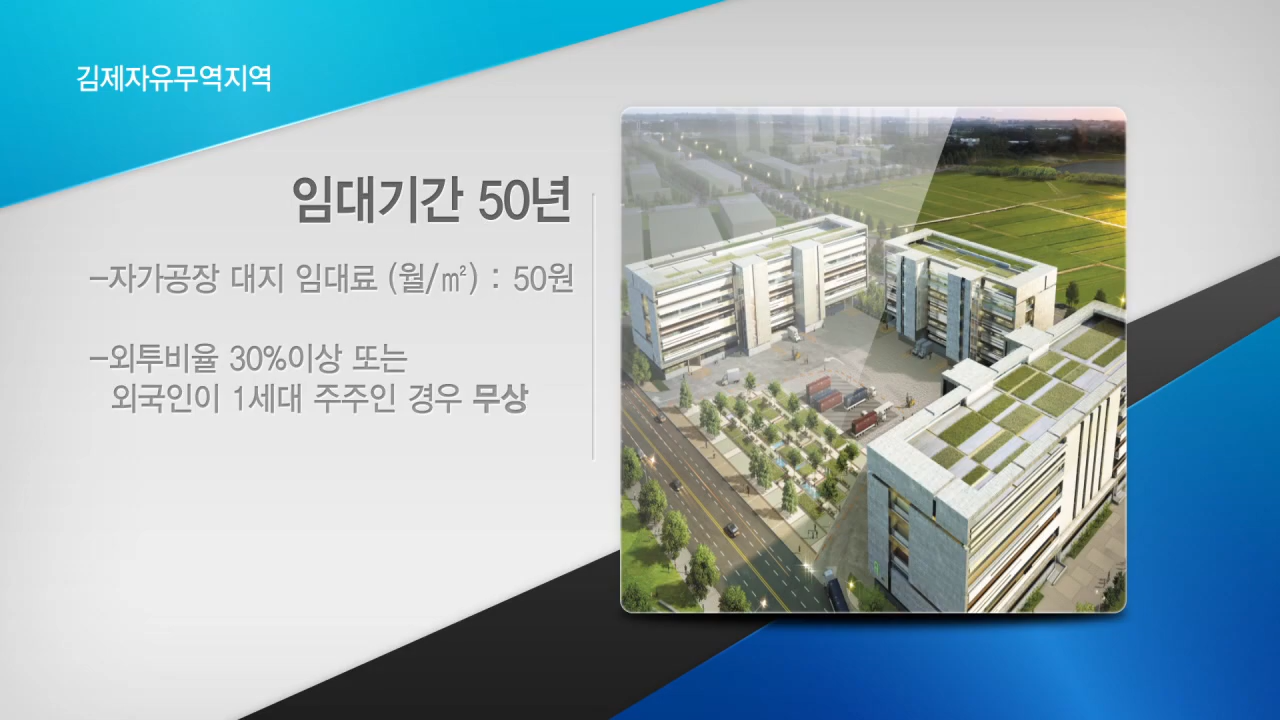 김제자유무역지역
임대기간 50년
-자가공장 대지 임대료 (월/㎡) : 50원
-외투비율 30%이상 또는
외국인이 1세대 주주인 경우 무상